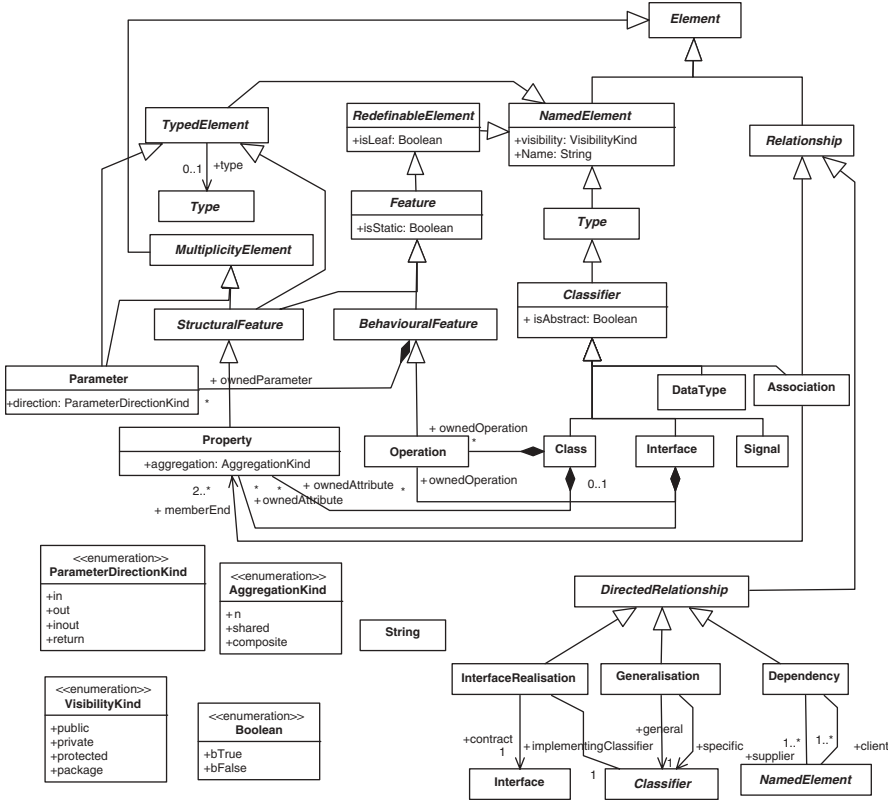 Element
TypedElement
RedefinableElement
+isLeaf: Boolean
NamedElement
+visibility: VisibilityKind
+Name: String
Relationship
0..1
+type
Type
Feature
+isStatic: Boolean
Type
MultiplicityElement
Classifier
+ isAbstract: Boolean
StructuralFeature
BehaviouralFeature
Parameter
+direction: ParameterDirectionKind
+ ownedParameter
*
DataType
Association
Property
+aggregation: AggregationKind
Operation
+ ownedOperation
*
Class
Interface
Signal
2..*
*
*
+ ownedAttribute
*
+ownedOperation
0..1
+ memberEnd
+ownedAttribute
<<enumeration>>
ParameterDirectionKind
+in
+out
+inout
+return
<<enumeration>>
AggregationKind
+n
+shared
+composite
String
DirectedRelationship
InterfaceRealisation
Generalisation
Dependency
<<enumeration>>
VisibilityKind
+public
+private
+protected
+package
<<enumeration>>
Boolean
+bTrue
+bFalse
+contract
1
+implementingClassifier
1
+general
1
+specific
1..*
1..*
+supplier
+client
Interface
Classifier
NamedElement